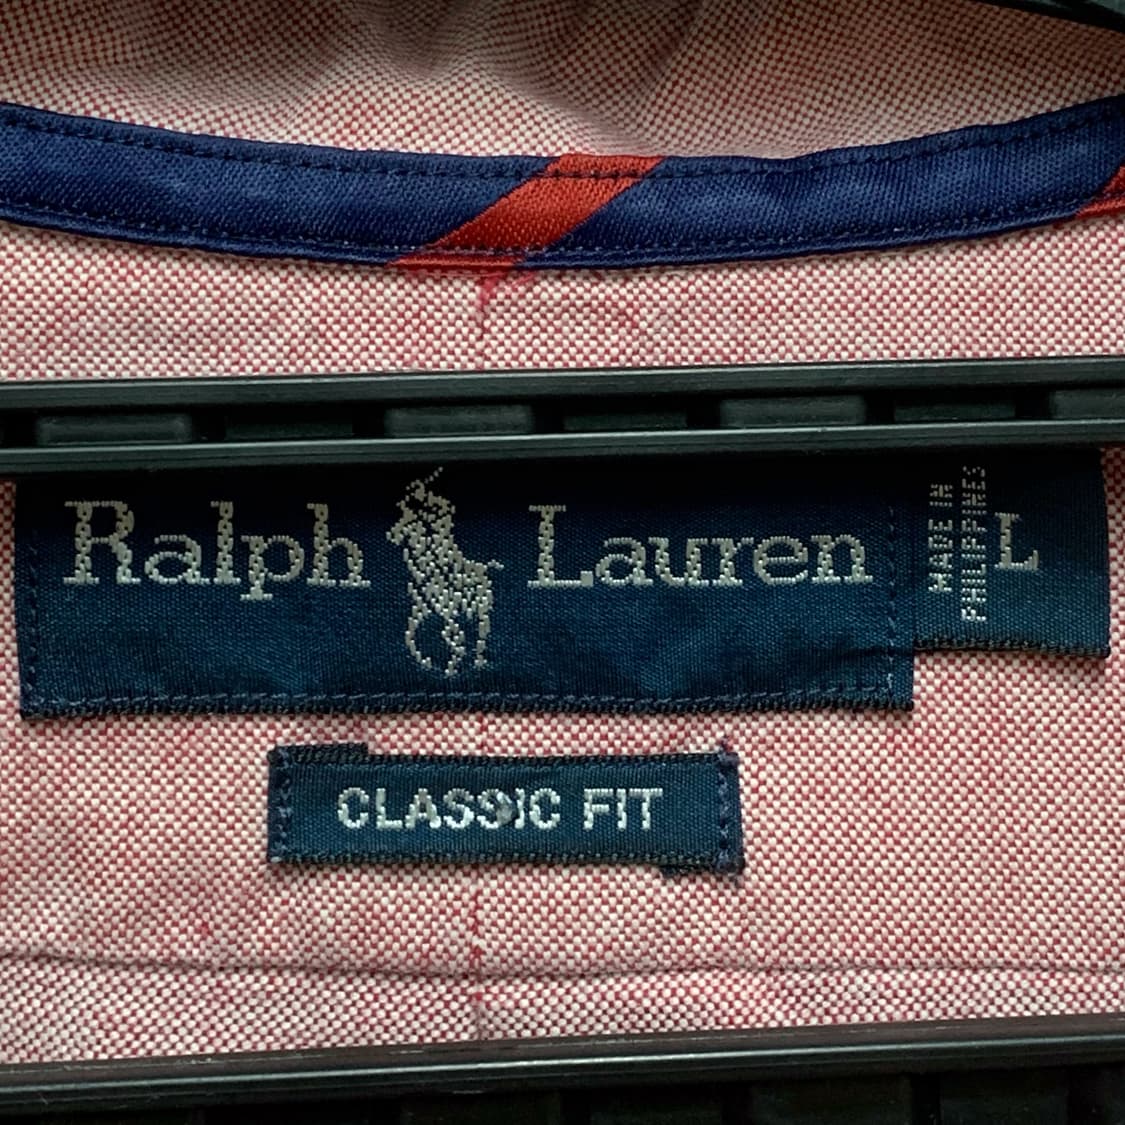 Ralph Lauren
MADE IN
PHILIPPINES
L
CLASSIC FIT